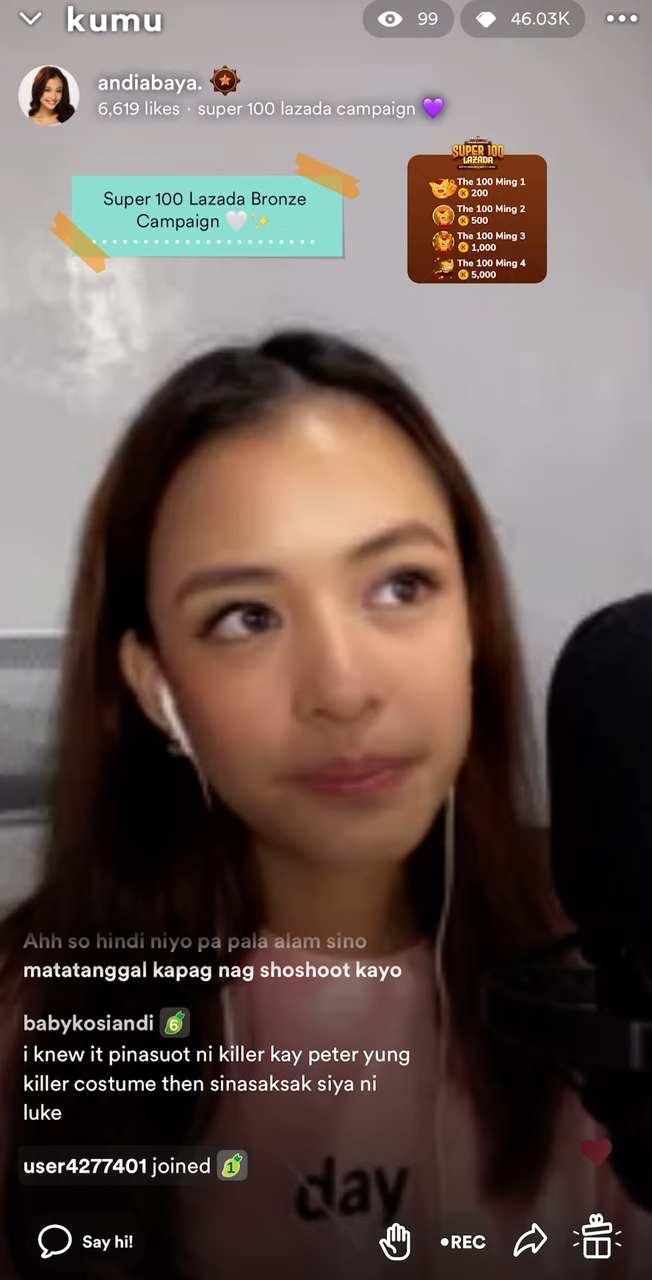 kumu
99
46.03K
andiabaya.
6,619 likes · super 100 lazada campaign 💜
Super 100 Lazada Bronze
Campaign 🤍✨
SUPER 100
LAZADA
The 100 Ming 1
200
The 100 Ming 2
500
The 100 Ming 3
1,000
The 100 Ming 4
5,000
Ahh so hindi niyo pa pala alam sino
matatanggal kapag nag shoshoot kayo
babykosiandi 6
i knew it pinasuot ni killer kay peter yung
killer costume then sinasaksak siya ni
luke
user4277401 joined 1
day
Say hi!
•REC